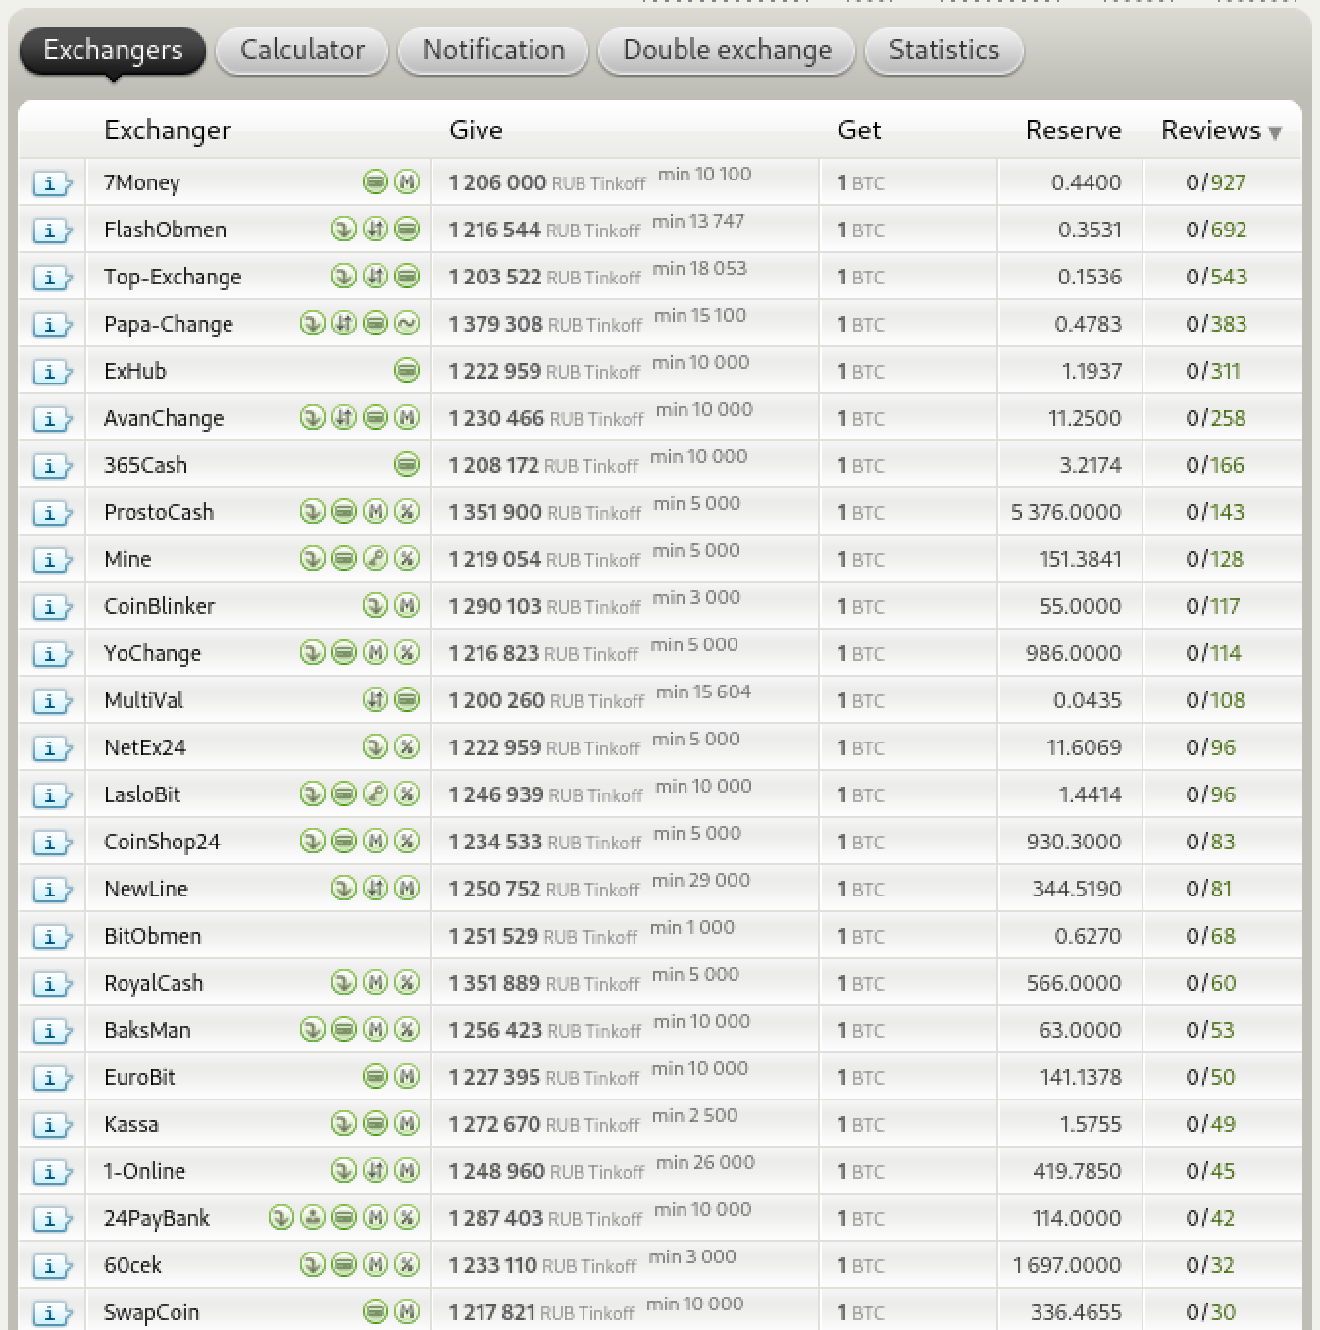 Exchangers Calculator Notification Double exchange Statistics
Exchanger Give Get Reserve Reviews ▼
i 7Money M 1 206 000 RUB Tinkoff min 10 100 1 BTC 0.4400 0/927
i FlashObmen 1 216 544 RUB Tinkoff min 13 747 1 BTC 0.3531 0/692
i Top-Exchange 1 203 522 RUB Tinkoff min 18 053 1 BTC 0.1536 0/543
i Papa-Change 1 379 308 RUB Tinkoff min 15 100 1 BTC 0.4783 0/383
i ExHub 1 222 959 RUB Tinkoff min 10 000 1 BTC 1.1937 0/311
i AvanChange M 1 230 466 RUB Tinkoff min 10 000 1 BTC 11.2500 0/258
i 365Cash 1 208 172 RUB Tinkoff min 10 000 1 BTC 3.2174 0/166
i ProstoCash M % 1 351 900 RUB Tinkoff min 5 000 1 BTC 5 376.0000 0/143
i Mine % 1 219 054 RUB Tinkoff min 5 000 1 BTC 151.3841 0/128
i CoinBlinker M 1 290 103 RUB Tinkoff min 3 000 1 BTC 55.0000 0/117
i YoChange M % 1 216 823 RUB Tinkoff min 5 000 1 BTC 986.0000 0/114
i MultiVal 1 200 260 RUB Tinkoff min 15 604 1 BTC 0.0435 0/108
i NetEx24 % 1 222 959 RUB Tinkoff min 5 000 1 BTC 11.6069 0/96
i LasloBit % 1 246 939 RUB Tinkoff min 10 000 1 BTC 1.4414 0/96
i CoinShop24 M % 1 234 533 RUB Tinkoff min 5 000 1 BTC 930.3000 0/83
i NewLine M 1 250 752 RUB Tinkoff min 29 000 1 BTC 344.5190 0/81
i BitObmen 1 251 529 RUB Tinkoff min 1 000 1 BTC 0.6270 0/68
i RoyalCash M % 1 351 889 RUB Tinkoff min 5 000 1 BTC 566.0000 0/60
i BaksMan M % 1 256 423 RUB Tinkoff min 10 000 1 BTC 63.0000 0/53
i EuroBit M 1 227 395 RUB Tinkoff min 10 000 1 BTC 141.1378 0/50
i Kassa M 1 272 670 RUB Tinkoff min 2 500 1 BTC 1.5755 0/49
i 1-Online M 1 248 960 RUB Tinkoff min 26 000 1 BTC 419.7850 0/45
i 24PayBank M % 1 287 403 RUB Tinkoff min 10 000 1 BTC 114.0000 0/42
i 60cek M % 1 233 110 RUB Tinkoff min 3 000 1 BTC 1 697.0000 0/32
i SwapCoin M 1 217 821 RUB Tinkoff min 10 000 1 BTC 336.4655 0/30